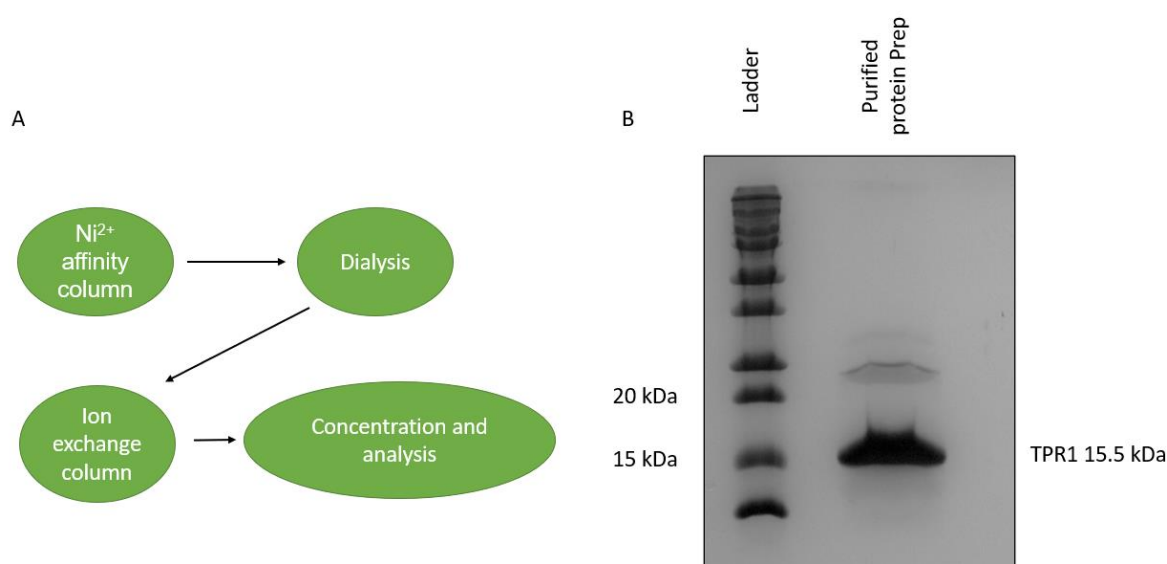 A
Ni²⁺
affinity
column
Dialysis
Ion
exchange
column
Concentration and
analysis
B
Ladder
Purified
protein Prep
20 kDa
15 kDa
TPR1 15.5 kDa